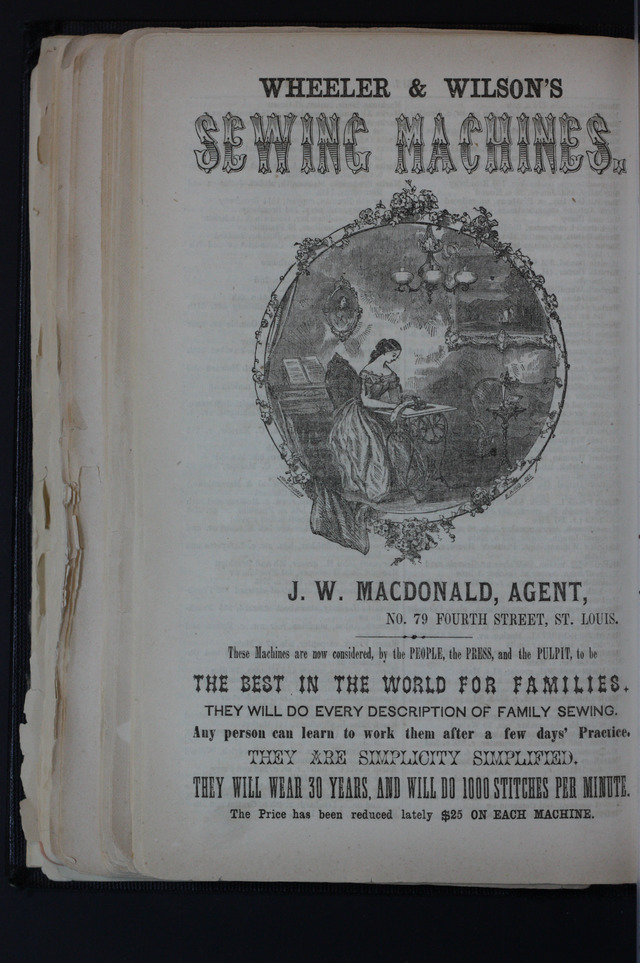 WHEELER & WILSON'S
SEWING MACHINES.
J. W. MACDONALD, AGENT,
NO. 79 FOURTH STREET, ST. LOUIS.
These Machines are now considered, by the PEOPLE, the PRESS, and the PULPIT, to be
THE BEST IN THE WORLD FOR FAMILIES.
THEY WILL DO EVERY DESCRIPTION OF FAMILY SEWING.
Any person can learn to work them after a few days' Practice.
THEY ARE SIMPLICITY SIMPLIFIED.
THEY WILL WEAR 30 YEARS, AND WILL DO 1000 STITCHES PER MINUTE.
The Price has been reduced lately $25 ON EACH MACHINE.